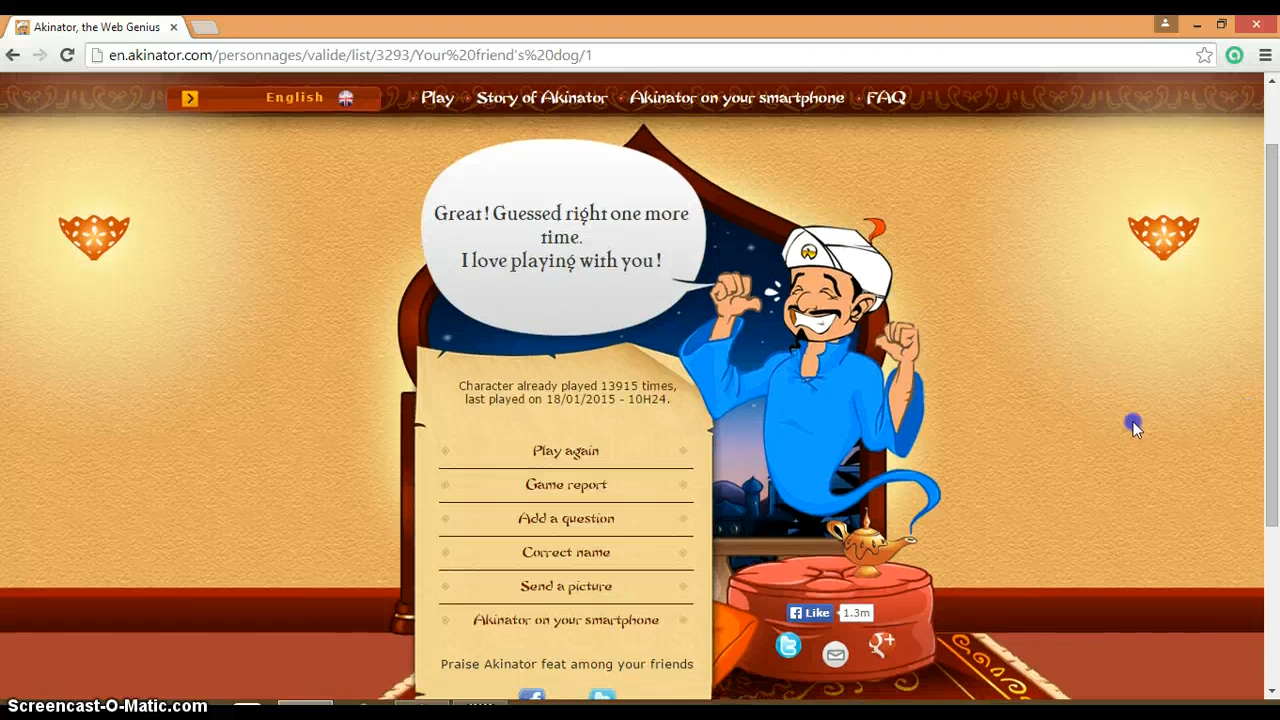 Akinator, the Web Genius
en.akinator.com/personnages/valide/list/3293/Your%20friend's%20dog/1
English
Play · Story of Akinator · Akinator on your smartphone · FAQ
Great! Guessed right one more
time.
I love playing with you!
Character already played 13915 times,
last played on 18/01/2015 - 10H24.
Play again
Game report
Add a question
Correct name
Send a picture
Akinator on your smartphone
Like 1.3m
Praise Akinator feat among your friends
Screencast-O-Matic.com